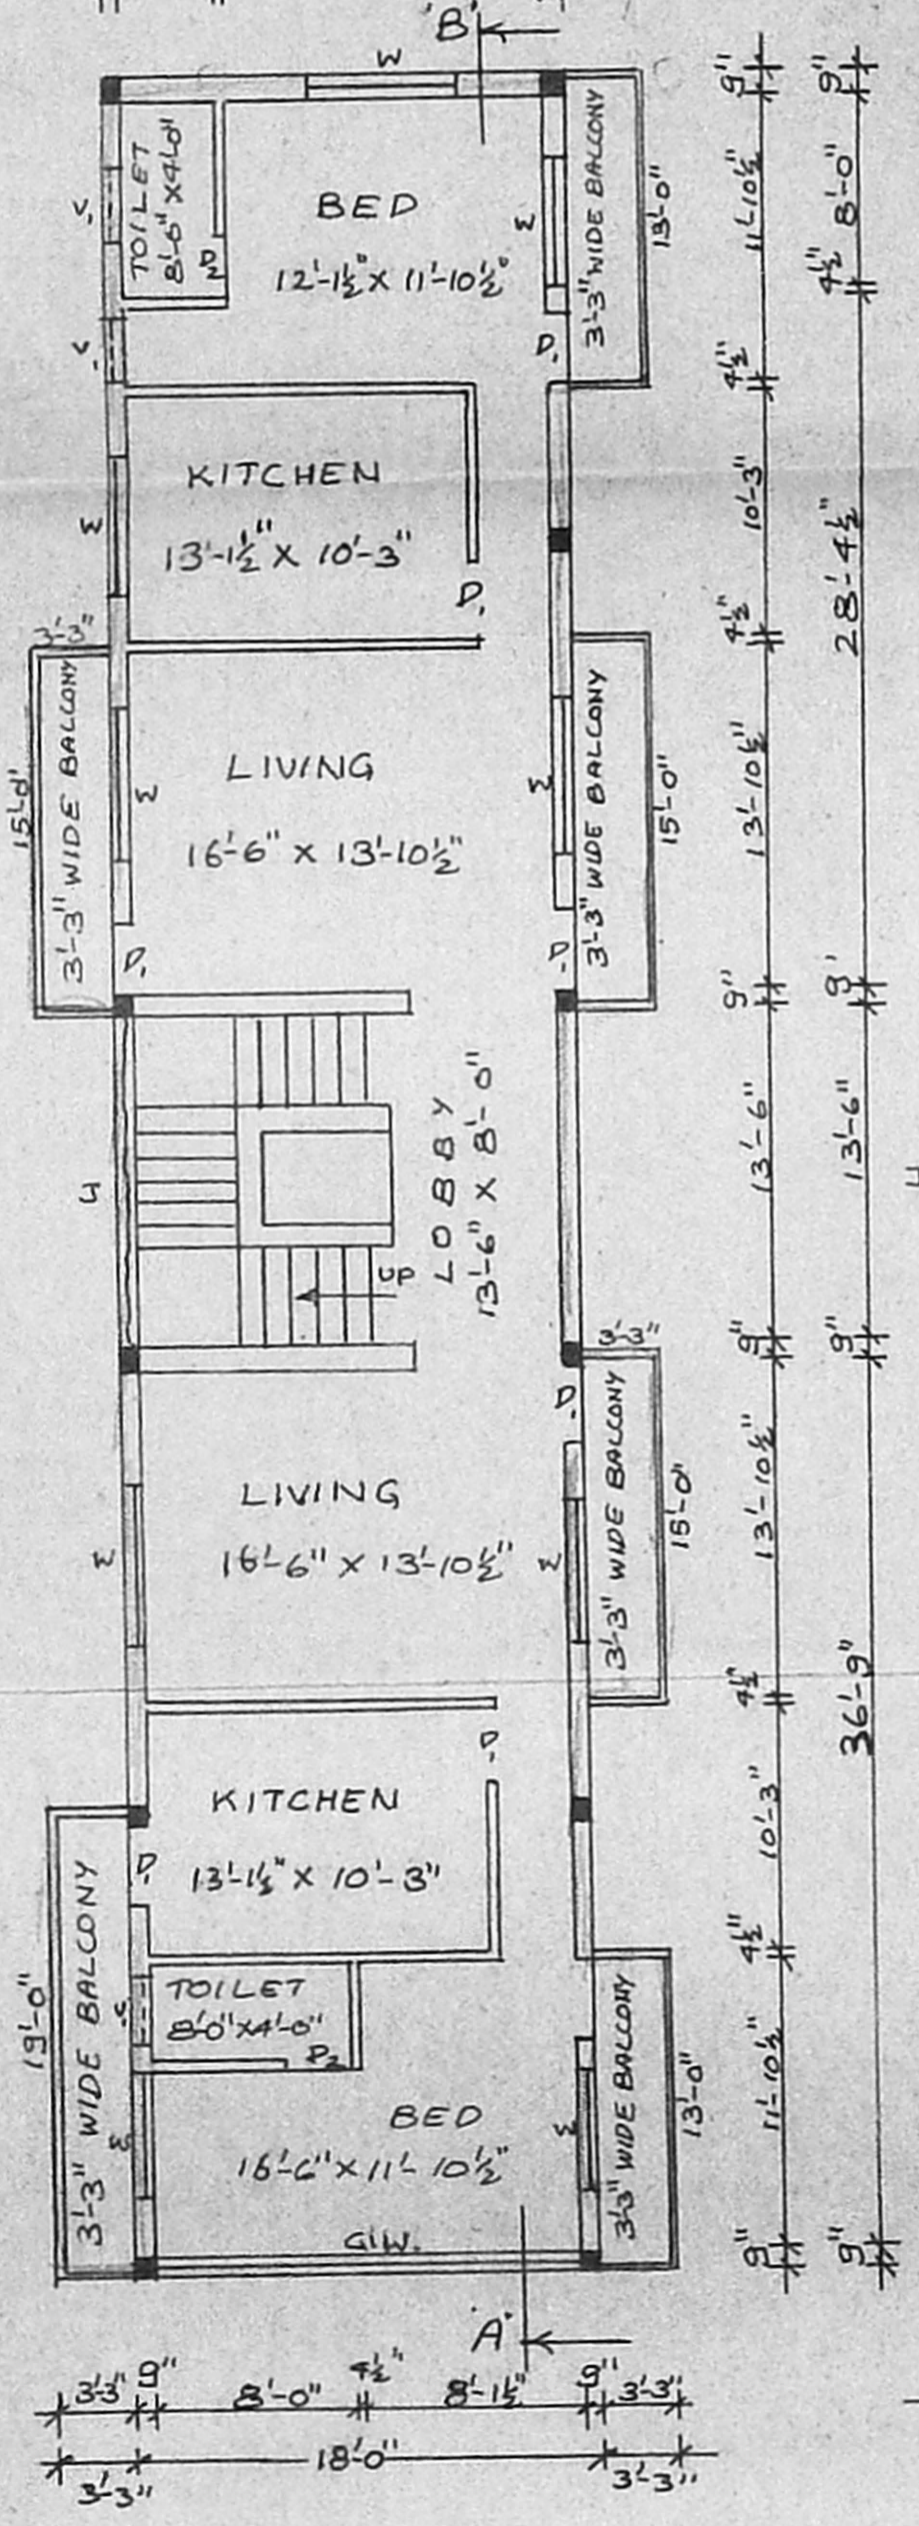 'B'
W
TOILET
8'-0" X 4'-0"
D2
V
V
BED
12'-1½" X 11'-10½"
W
D.
3'-3" WIDE BALCONY
13'-0"
KITCHEN
13'-1½" X 10'-3"
W
D.
3'-3"
3'-3" WIDE BALCONY
15'-0"
W
LIVING
16'-6" X 13'-10½"
W
D.
D.
3'-3" WIDE BALCONY
15'-0"
LOBBY
13'-6" X 8'-0"
UP
3'-3"
D.
LIVING
16'-6" X 13'-10½"
W
W
3'-3" WIDE BALCONY
15'-0"
D.
KITCHEN
13'-1½" X 10'-3"
D.
3'-3" WIDE BALCONY
19'-0"
TOILET
8'-0" X 4'-0"
D2
V
W
BED
16'-6" X 11'-10½"
W
G.W.
3'-3" WIDE BALCONY
13'-0"
'A'
9"
11'-10½"
4½"
10'-3"
4½"
13'-10½"
9"
13'-6"
9"
13'-10½"
4½"
10'-3"
4½"
11'-10½"
9"
9"
8'-0"
4½"
28'-4½"
9'
13'-6"
9"
36'-9"
9"
3'-3" 9" 8'-0" 4½" 8'-1½" 9" 3'-3"
3'-3" 18'-0" 3'-3"